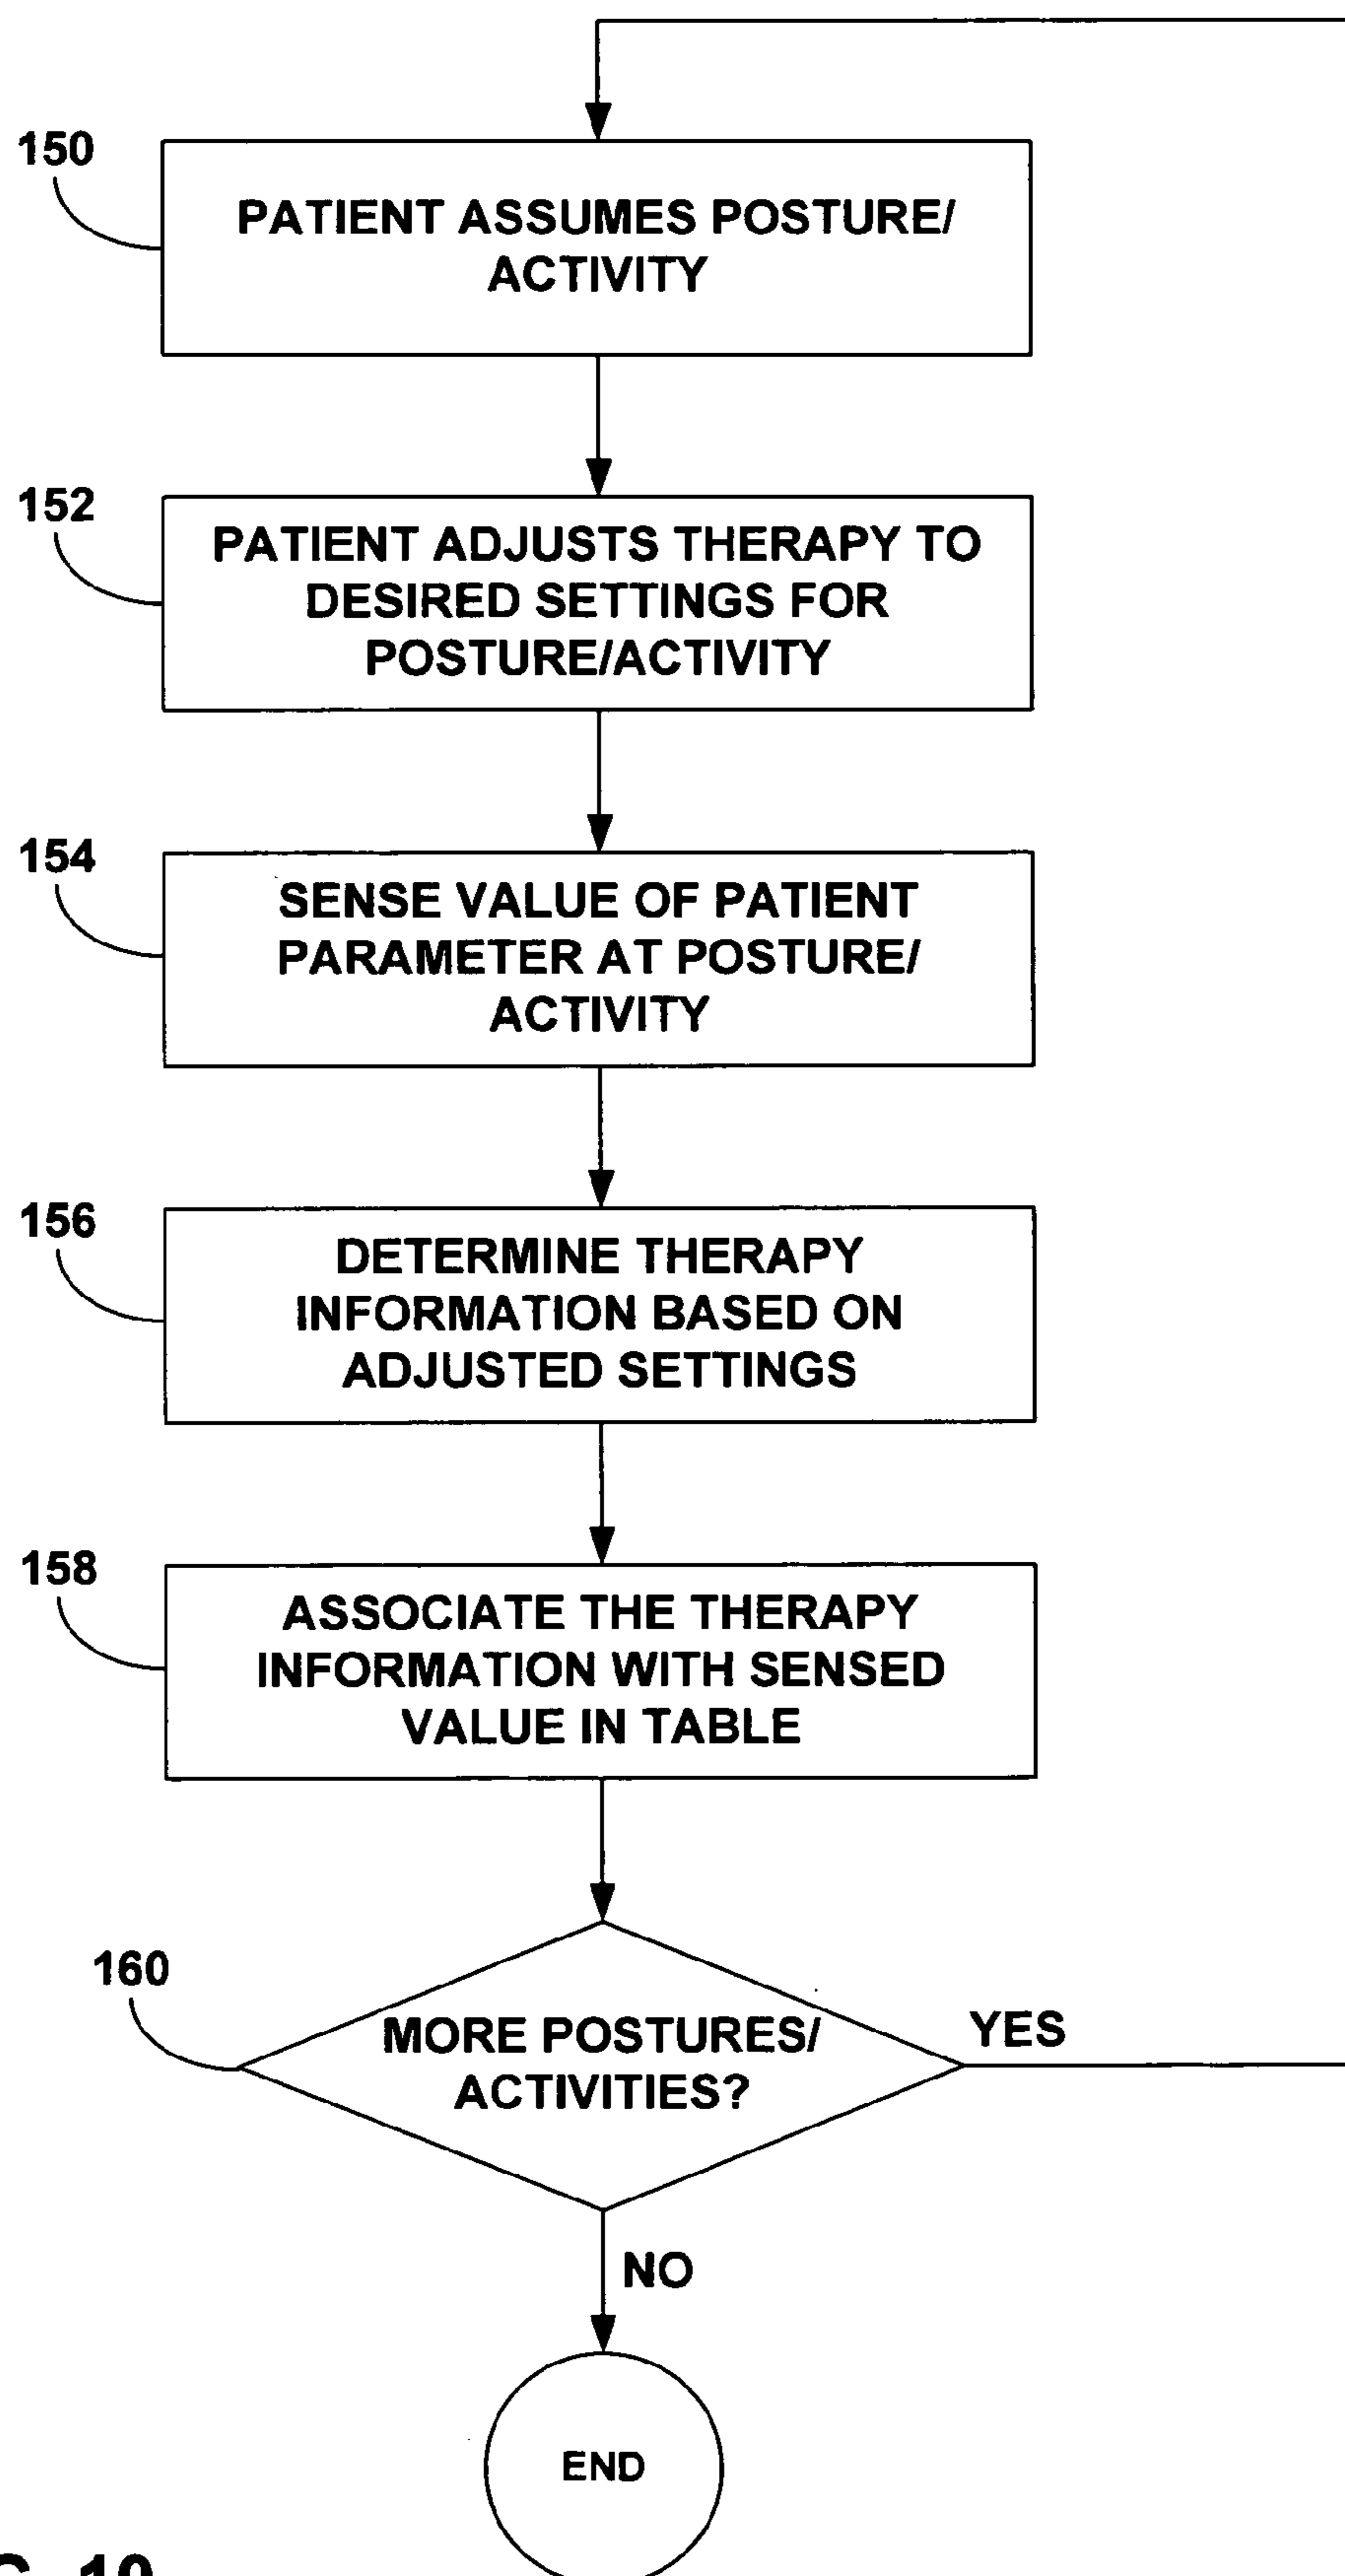 150
PATIENT ASSUMES POSTURE/
ACTIVITY
152
PATIENT ADJUSTS THERAPY TO
DESIRED SETTINGS FOR
POSTURE/ACTIVITY
154
SENSE VALUE OF PATIENT
PARAMETER AT POSTURE/
ACTIVITY
156
DETERMINE THERAPY
INFORMATION BASED ON
ADJUSTED SETTINGS
158
ASSOCIATE THE THERAPY
INFORMATION WITH SENSED
VALUE IN TABLE
160
MORE POSTURES/
ACTIVITIES?
YES
NO
END